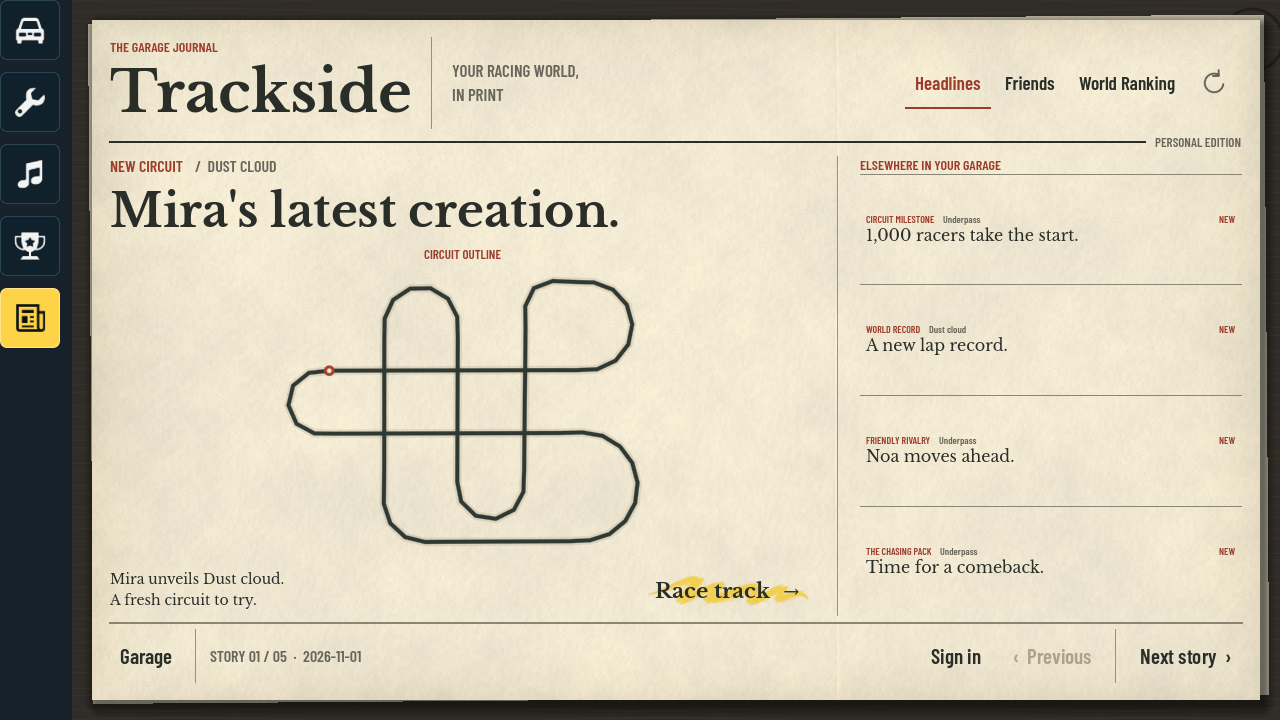 THE GARAGE JOURNAL
Trackside
YOUR RACING WORLD,
IN PRINT
Headlines
Friends
World Ranking
PERSONAL EDITION
NEW CIRCUIT / DUST CLOUD
Mira's latest creation.
CIRCUIT OUTLINE
Mira unveils Dust cloud.
A fresh circuit to try.
Race track →
ELSEWHERE IN YOUR GARAGE
CIRCUIT MILESTONE Underpass NEW
1,000 racers take the start.
WORLD RECORD Dust cloud NEW
A new lap record.
FRIENDLY RIVALRY Underpass NEW
Noa moves ahead.
THE CHASING PACK Underpass NEW
Time for a comeback.
Garage
STORY 01 / 05 · 2026-11-01
Sign in
‹ Previous
Next story ›